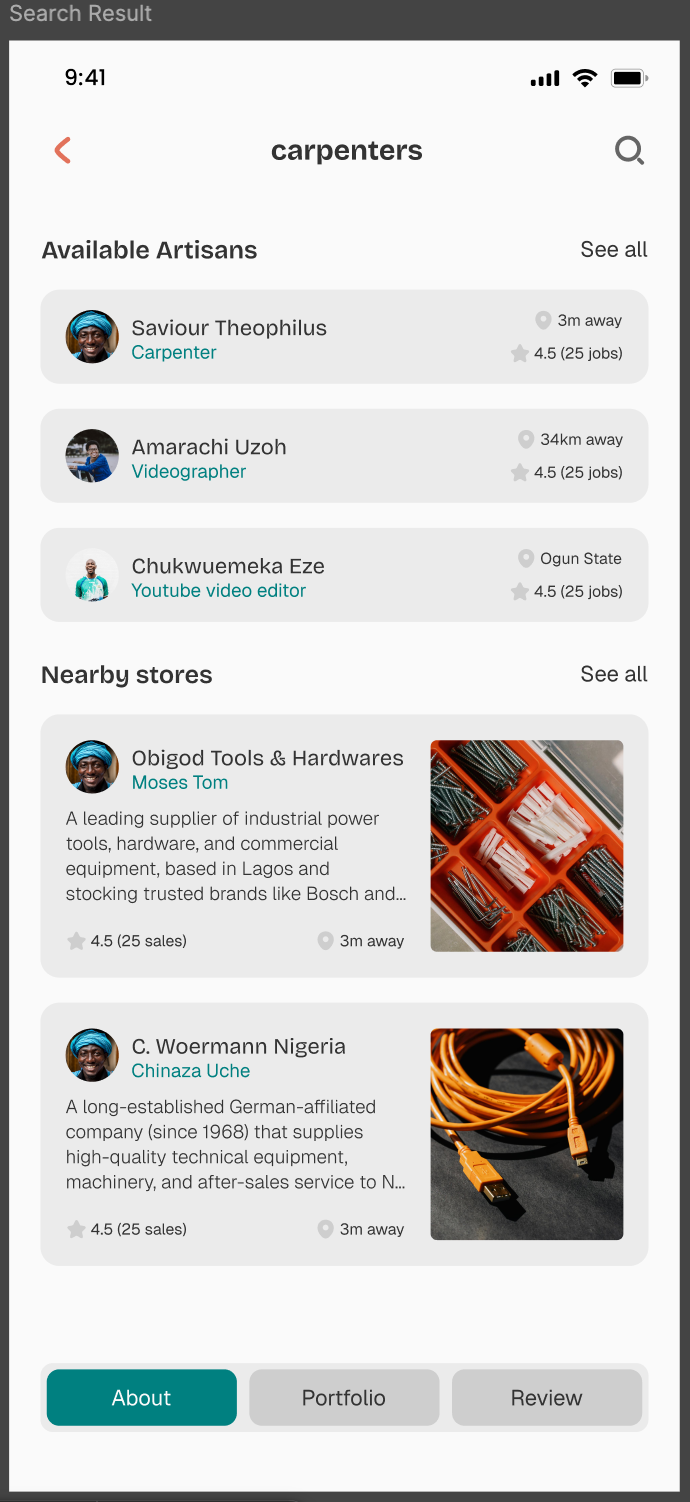 Search Result
9:41
carpenters
Available Artisans
See all
Saviour Theophilus
3m away
Carpenter
4.5 (25 jobs)
Amarachi Uzoh
34km away
Videographer
4.5 (25 jobs)
Chukwuemeka Eze
Ogun State
Youtube video editor
4.5 (25 jobs)
Nearby stores
See all
Obigod Tools & Hardwares
Moses Tom
A leading supplier of industrial power
tools, hardware, and commercial
equipment, based in Lagos and
stocking trusted brands like Bosch and...
4.5 (25 sales)
3m away
C. Woermann Nigeria
Chinaza Uche
A long-established German-affiliated
company (since 1968) that supplies
high-quality technical equipment,
machinery, and after-sales service to N...
4.5 (25 sales)
3m away
About
Portfolio
Review